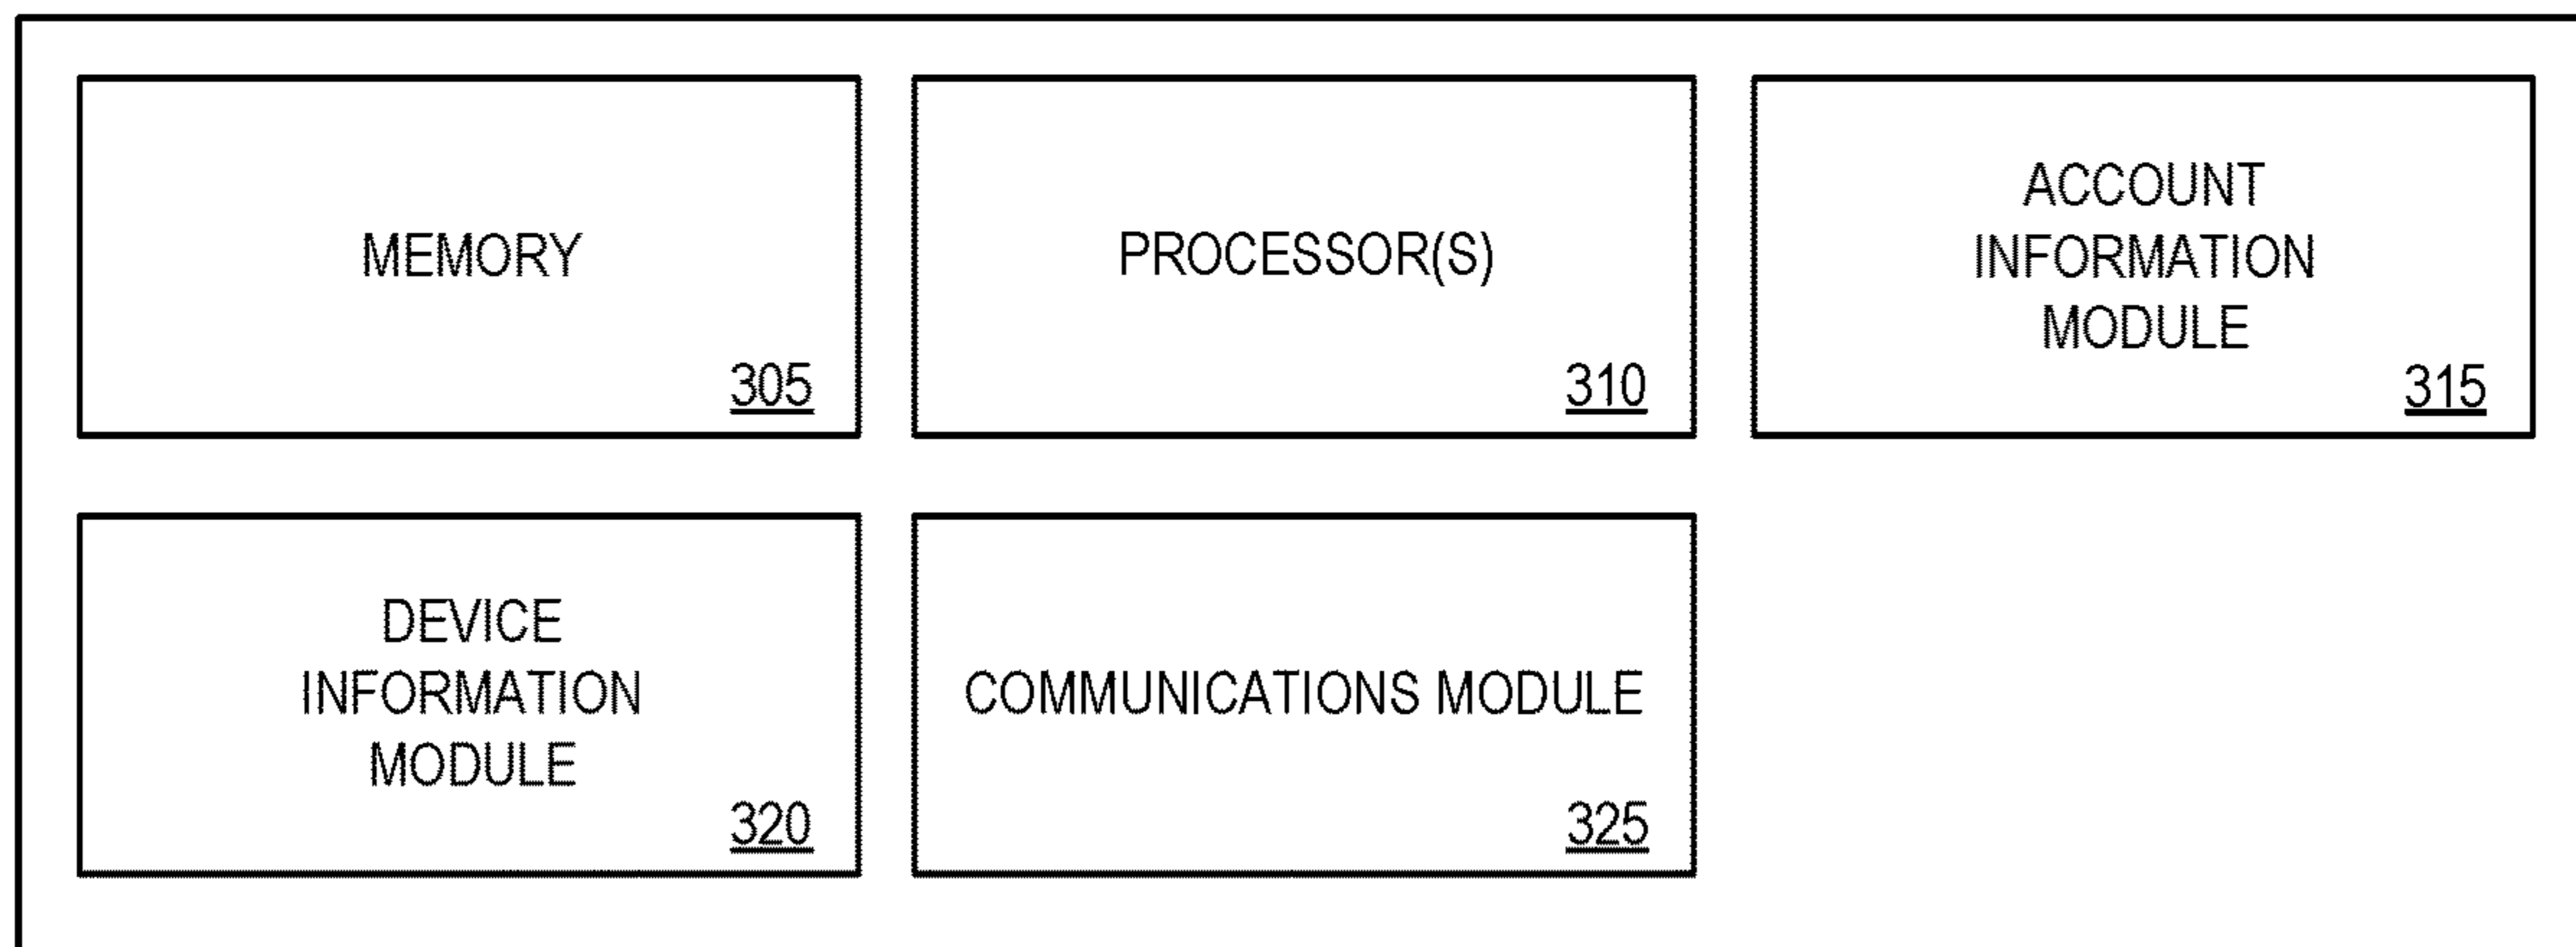 MEMORY
305
PROCESSOR(S)
310
ACCOUNT
INFORMATION
MODULE
315
DEVICE
INFORMATION
MODULE
320
COMMUNICATIONS MODULE
325